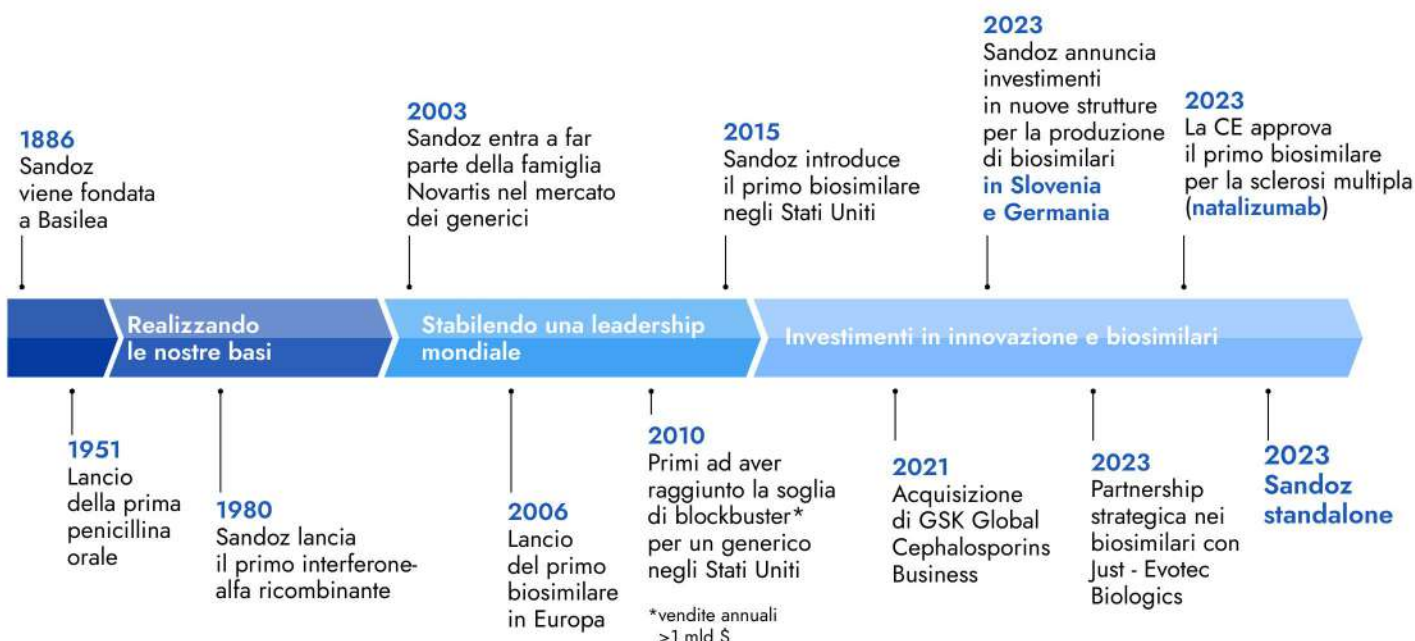 1886
Sandoz
viene fondata
a Basilea
2003
Sandoz entra a far
parte della famiglia
Novartis nel mercato
dei generici
2015
Sandoz introduce
il primo biosimilare
negli Stati Uniti
2023
Sandoz annuncia
investimenti
in nuove strutture
per la produzione
di biosimilari
in Slovenia
e Germania
2023
La CE approva
il primo biosimilare
per la sclerosi multipla
(natalizumab)
Realizzando
le nostre basi
Stabilendo una leadership
mondiale
Investimenti in innovazione e biosimilari
1951
Lancio
della prima
penicillina
orale
1980
Sandoz lancia
il primo interferone-
alfa ricombinante
2006
Lancio
del primo
biosimilare
in Europa
2010
Primi ad aver
raggiunto la soglia
di blockbuster*
per un generico
negli Stati Uniti
*vendite annuali
>1 mld $
2021
Acquisizione
di GSK Global
Cephalosporins
Business
2023
Partnership
strategica nei
biosimilari con
Just - Evotec
Biologics
2023
Sandoz
standalone